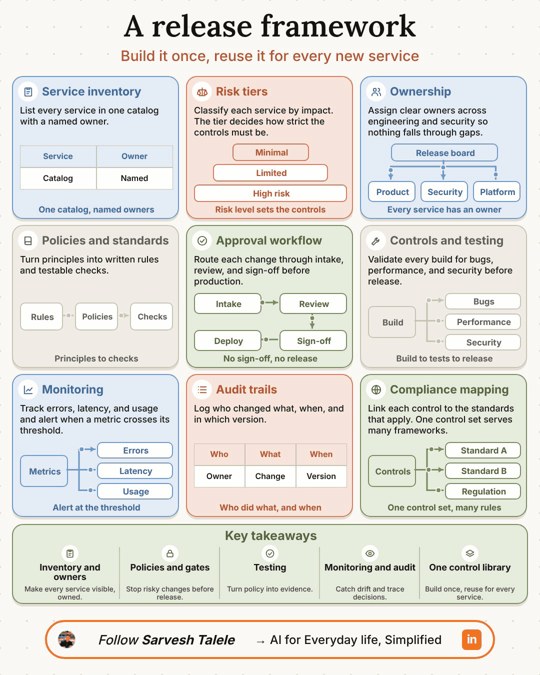 A release framework
Build it once, reuse it for every new service
Service inventory
List every service in one catalog
with a named owner.
Service Owner
Catalog Named
One catalog, named owners
Risk tiers
Classify each service by impact.
The tier decides how strict the
controls must be.
Minimal
Limited
High risk
Risk level sets the controls
Ownership
Assign clear owners across
engineering and security so
nothing falls through gaps.
Release board
Product Security Platform
Every service has an owner
Policies and standards
Turn principles into written rules
and testable checks.
Rules Policies Checks
Principles to checks
Approval workflow
Route each change through intake,
review, and sign-off before
production.
Intake Review
Deploy Sign-off
No sign-off, no release
Controls and testing
Validate every build for bugs,
performance, and security before
release.
Build
Bugs
Performance
Security
Build to tests to release
Monitoring
Track errors, latency, and usage
and alert when a metric crosses its
threshold.
Metrics
Errors
Latency
Usage
Alert at the threshold
Audit trails
Log who changed what, when, and
in which version.
Who What When
Owner Change Version
Who did what, and when
Compliance mapping
Link each control to the standards
that apply. One control set serves
many frameworks.
Controls
Standard A
Standard B
Regulation
One control set, many rules
Key takeaways
Inventory and
owners
Make every service visible,
owned.
Policies and gates
Stop risky changes before
release.
Testing
Turn policy into evidence.
Monitoring and audit
Catch drift and trace
decisions.
One control library
Build once, reuse for every
service.
Follow Sarvesh Talele → AI for Everyday life, Simplified in